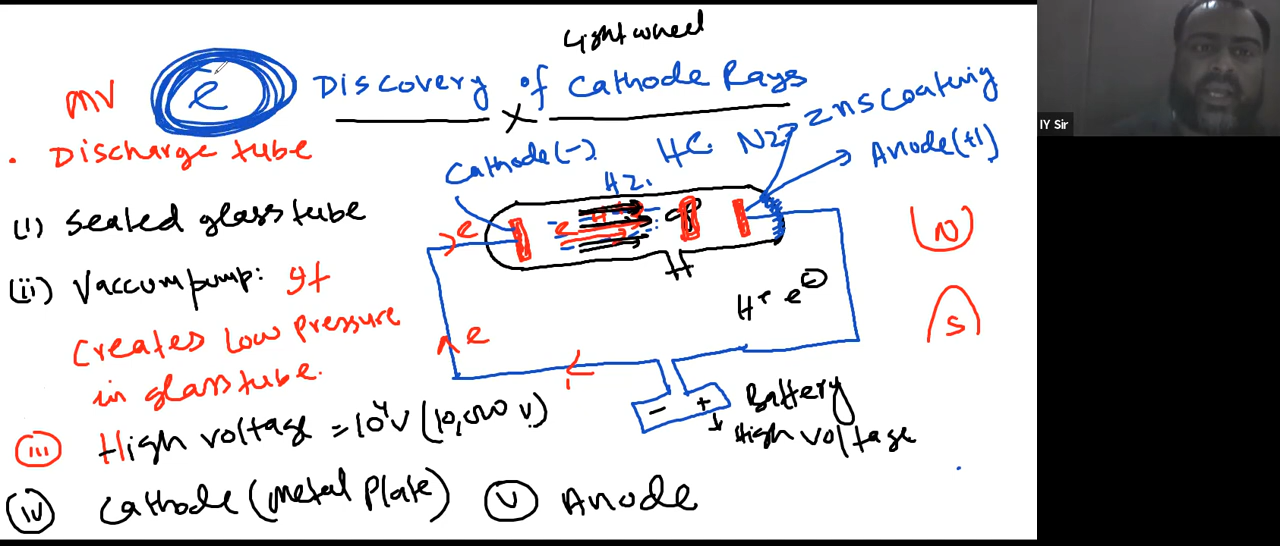 Light wheel
mv e Discovery of Cathode Rays
ZnS Coating
• Discharge tube
Cathode(-) He N2 Anode(+)
H2
(i) Sealed glass tube
e e H+
(ii) Vaccum pump: It
creates Low Pressure
in glass tube.
H+ e-
N
S
e
- + Battery
High voltage
(iii) High voltage = 10⁴V (10,000 V)
(iv) Cathode (metal Plate) (v) Anode
IY Sir